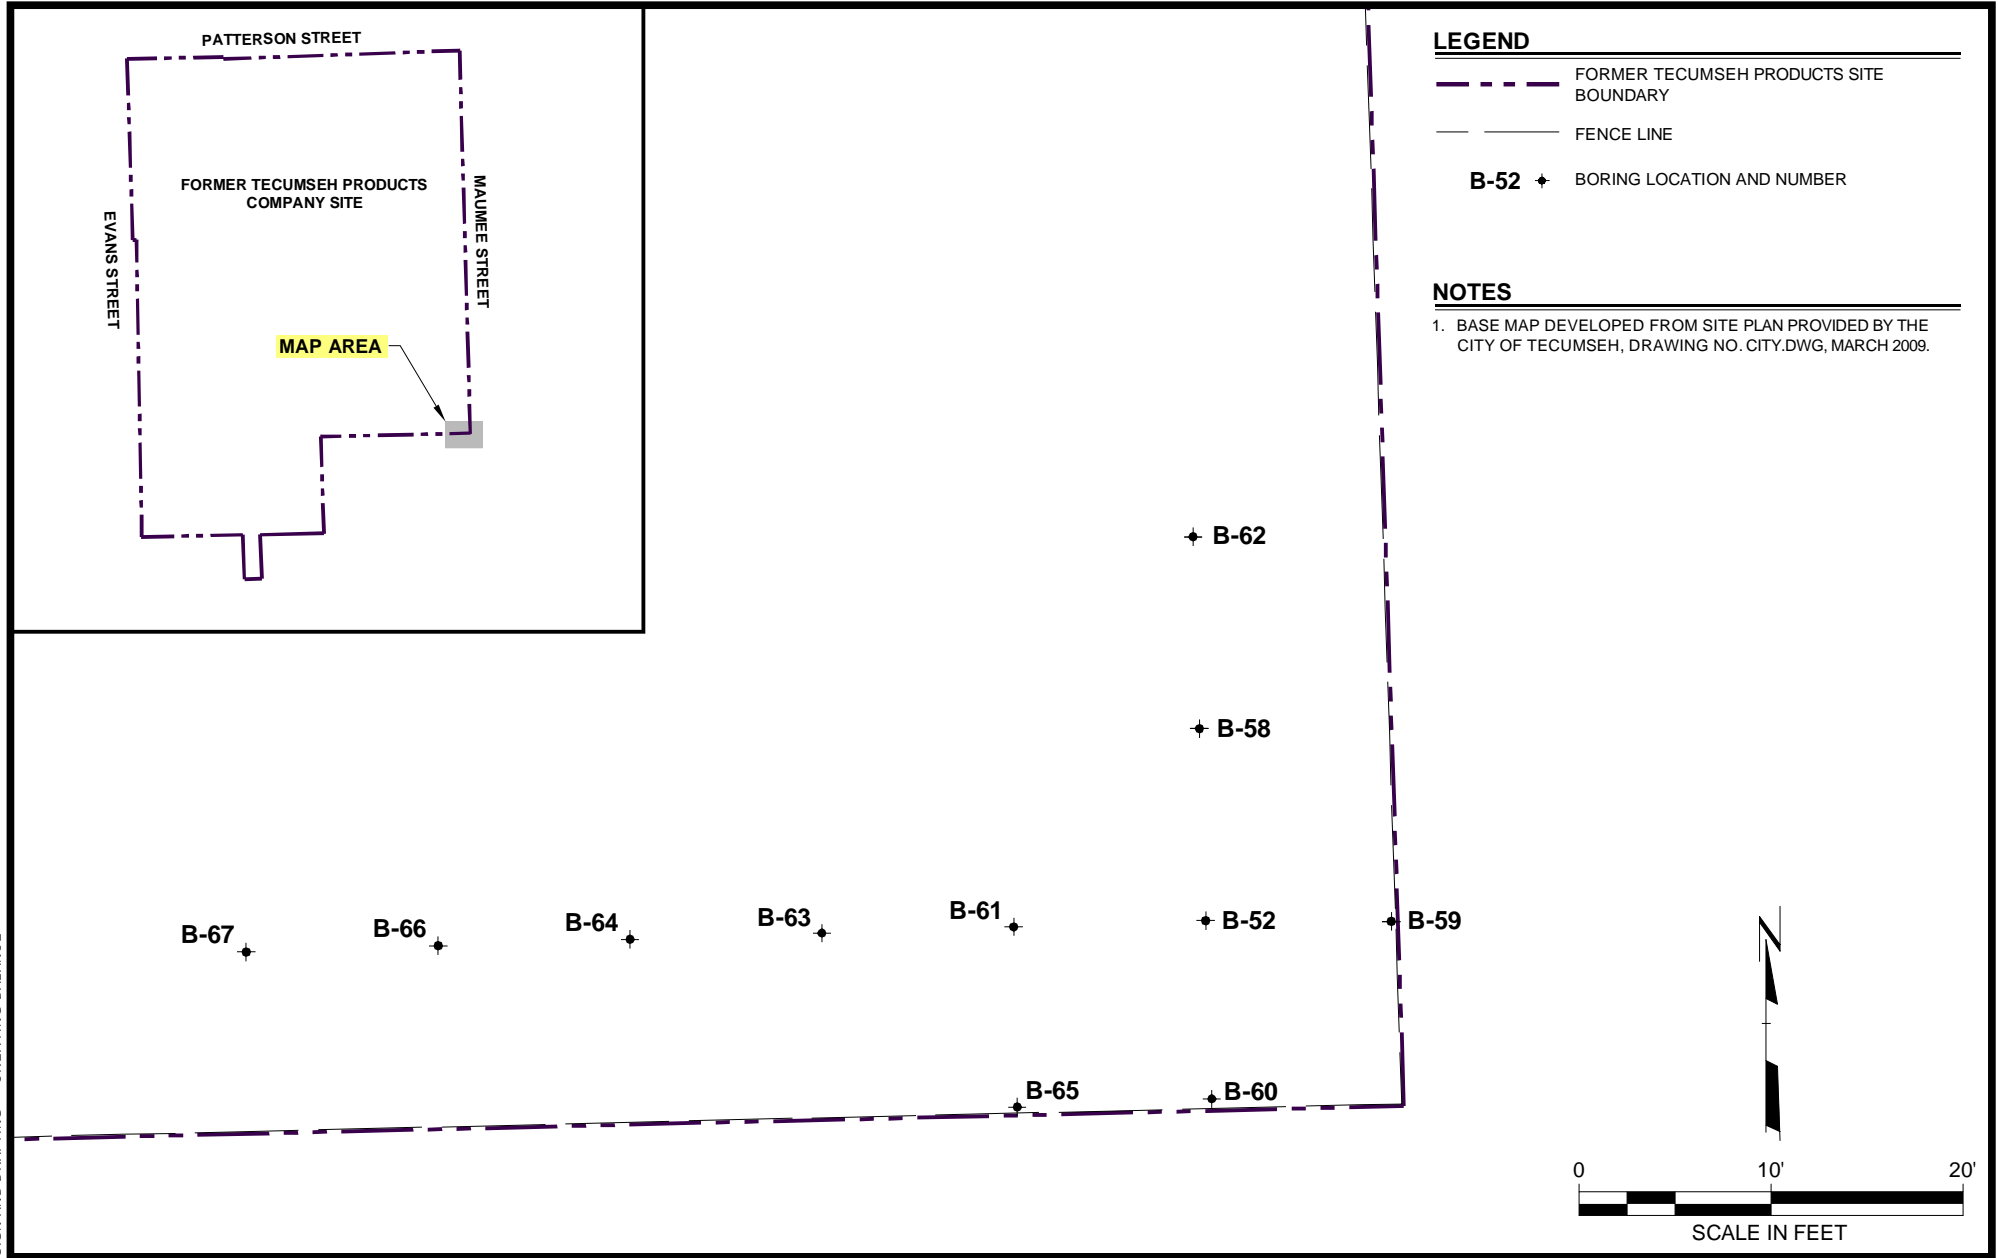 PATTERSON STREET
FORMER TECUMSEH PRODUCTS
COMPANY SITE
EVANS STREET
MAUMEE STREET
MAP AREA
LEGEND
FORMER TECUMSEH PRODUCTS SITE
BOUNDARY
FENCE LINE
B-52 BORING LOCATION AND NUMBER
NOTES
1. BASE MAP DEVELOPED FROM SITE PLAN PROVIDED BY THE
CITY OF TECUMSEH, DRAWING NO. CITY.DWG, MARCH 2009.
B-62
B-58
B-67
B-66
B-64
B-63
B-61
B-52
B-59
B-65
B-60
N
0 10' 20'
SCALE IN FEET